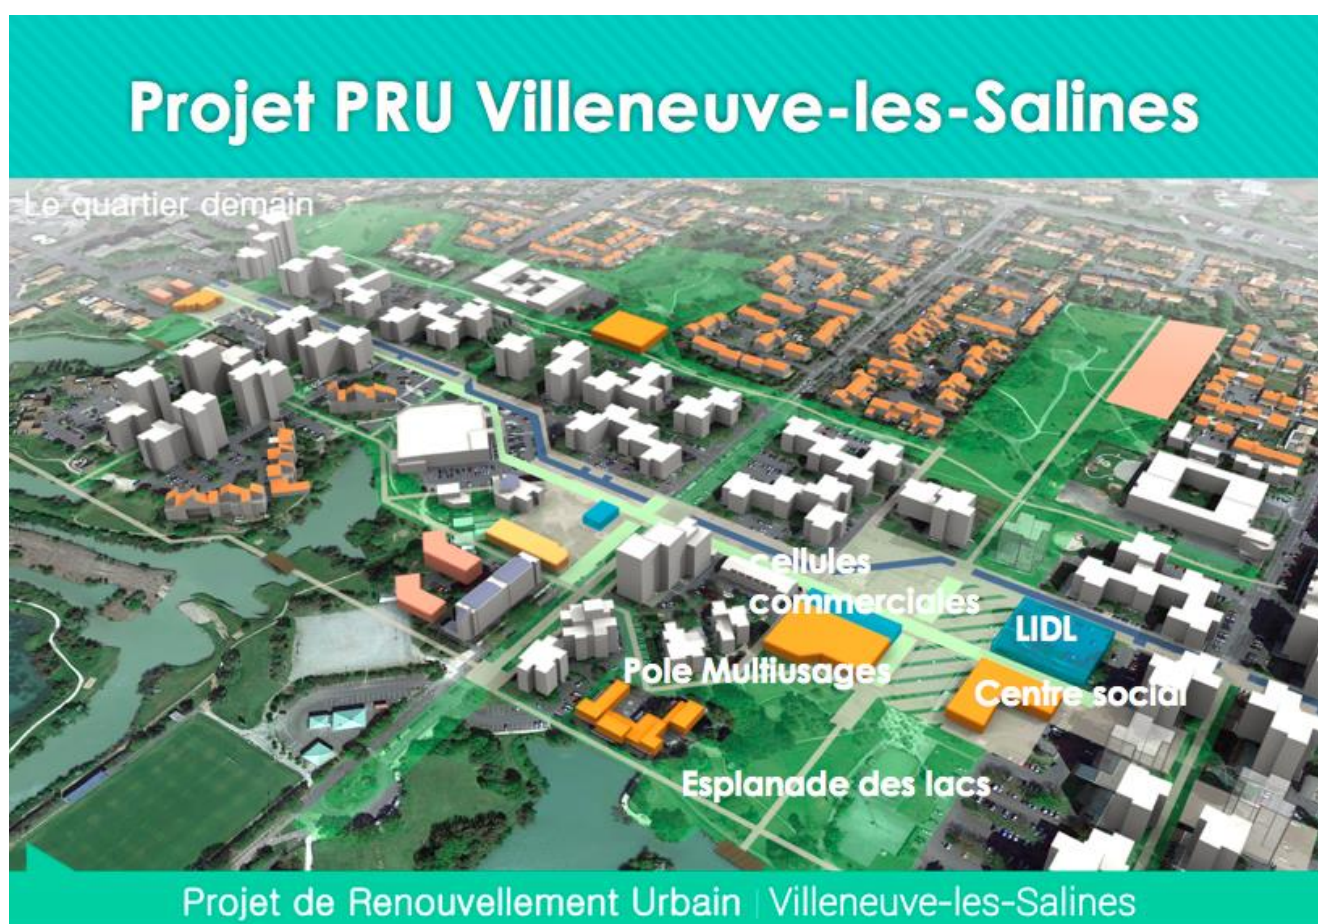 Projet PRU Villeneuve-les-Salines
Le quartier demain
cellules
commerciales
LIDL
Pole Multiusages
Centre social
Esplanade des lacs
Projet de Renouvellement Urbain | Villeneuve-les-Salines